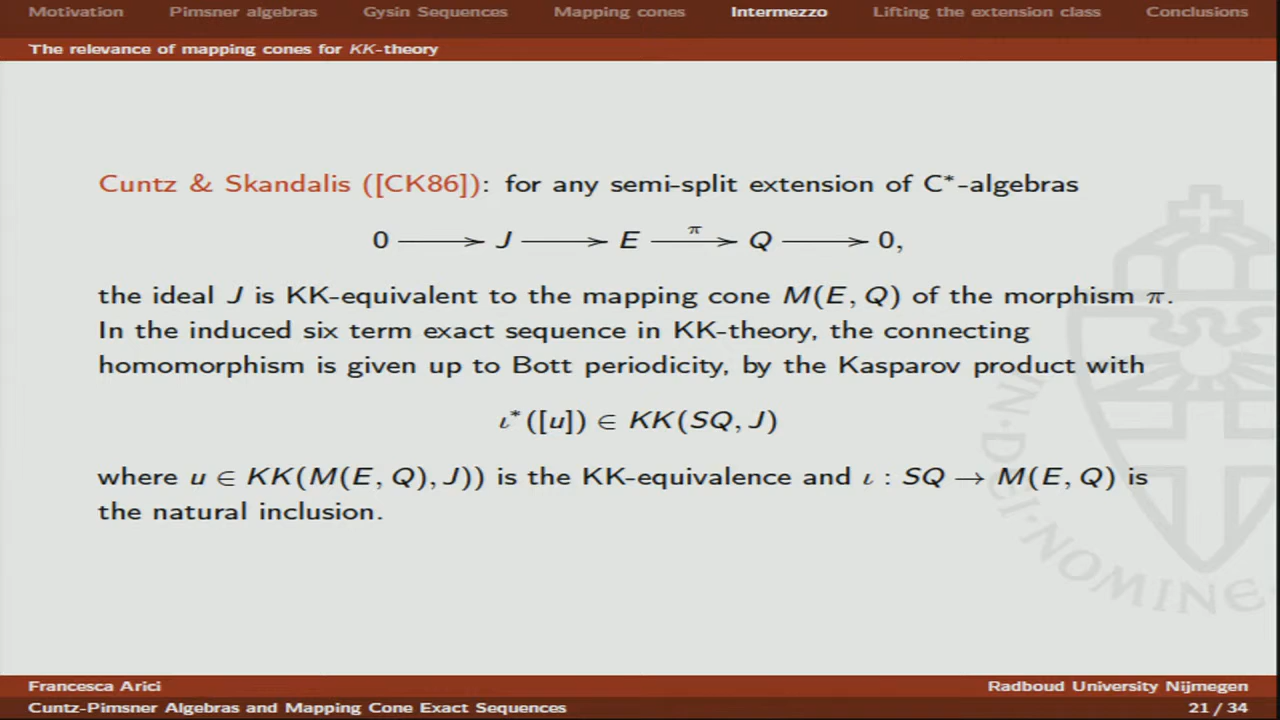 Motivation Pimsner algebras Gysin Sequences Mapping cones Intermezzo Lifting the extension class Conclusions
The relevance of mapping cones for KK-theory
Cuntz & Skandalis ([CK86]): for any semi-split extension of C*-algebras
0 ⟶ J ⟶ E ⟶^π Q ⟶ 0,
the ideal J is KK-equivalent to the mapping cone M(E, Q) of the morphism π.
In the induced six term exact sequence in KK-theory, the connecting
homomorphism is given up to Bott periodicity, by the Kasparov product with
ι*([u]) ∈ KK(SQ, J)
where u ∈ KK(M(E, Q), J)) is the KK-equivalence and ι : SQ → M(E, Q) is
the natural inclusion.
IN DEI NOMINE
Francesca Arici Radboud University Nijmegen
Cuntz-Pimsner Algebras and Mapping Cone Exact Sequences 21 / 34